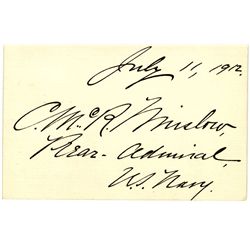 July 11, 1912.
C. McR. Winslow,
Rear-Admiral,
U.S. Navy.